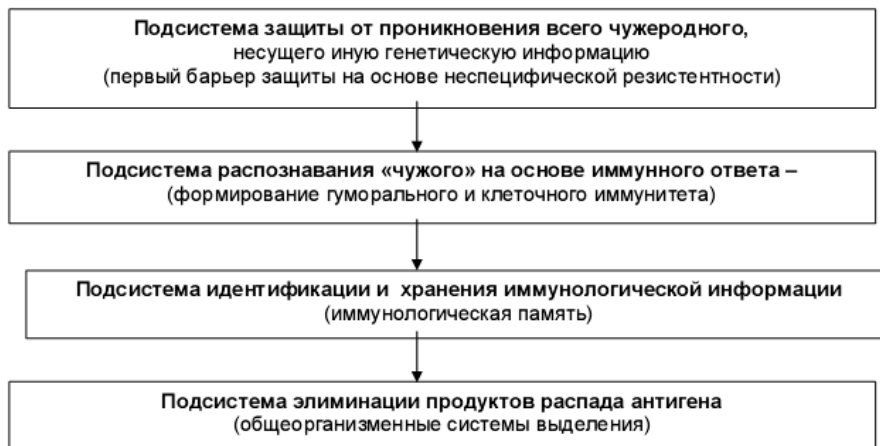 Подсистема защиты от проникновения всего чужеродного,
несущего иную генетическую информацию
(первый барьер защиты на основе неспецифической резистентности)
Подсистема распознавания «чужого» на основе иммунного ответа –
(формирование гуморального и клеточного иммунитета)
Подсистема идентификации и хранения иммунологической информации
(иммунологическая память)
Подсистема элиминации продуктов распада антигена
(общеорганизменные системы выделения)